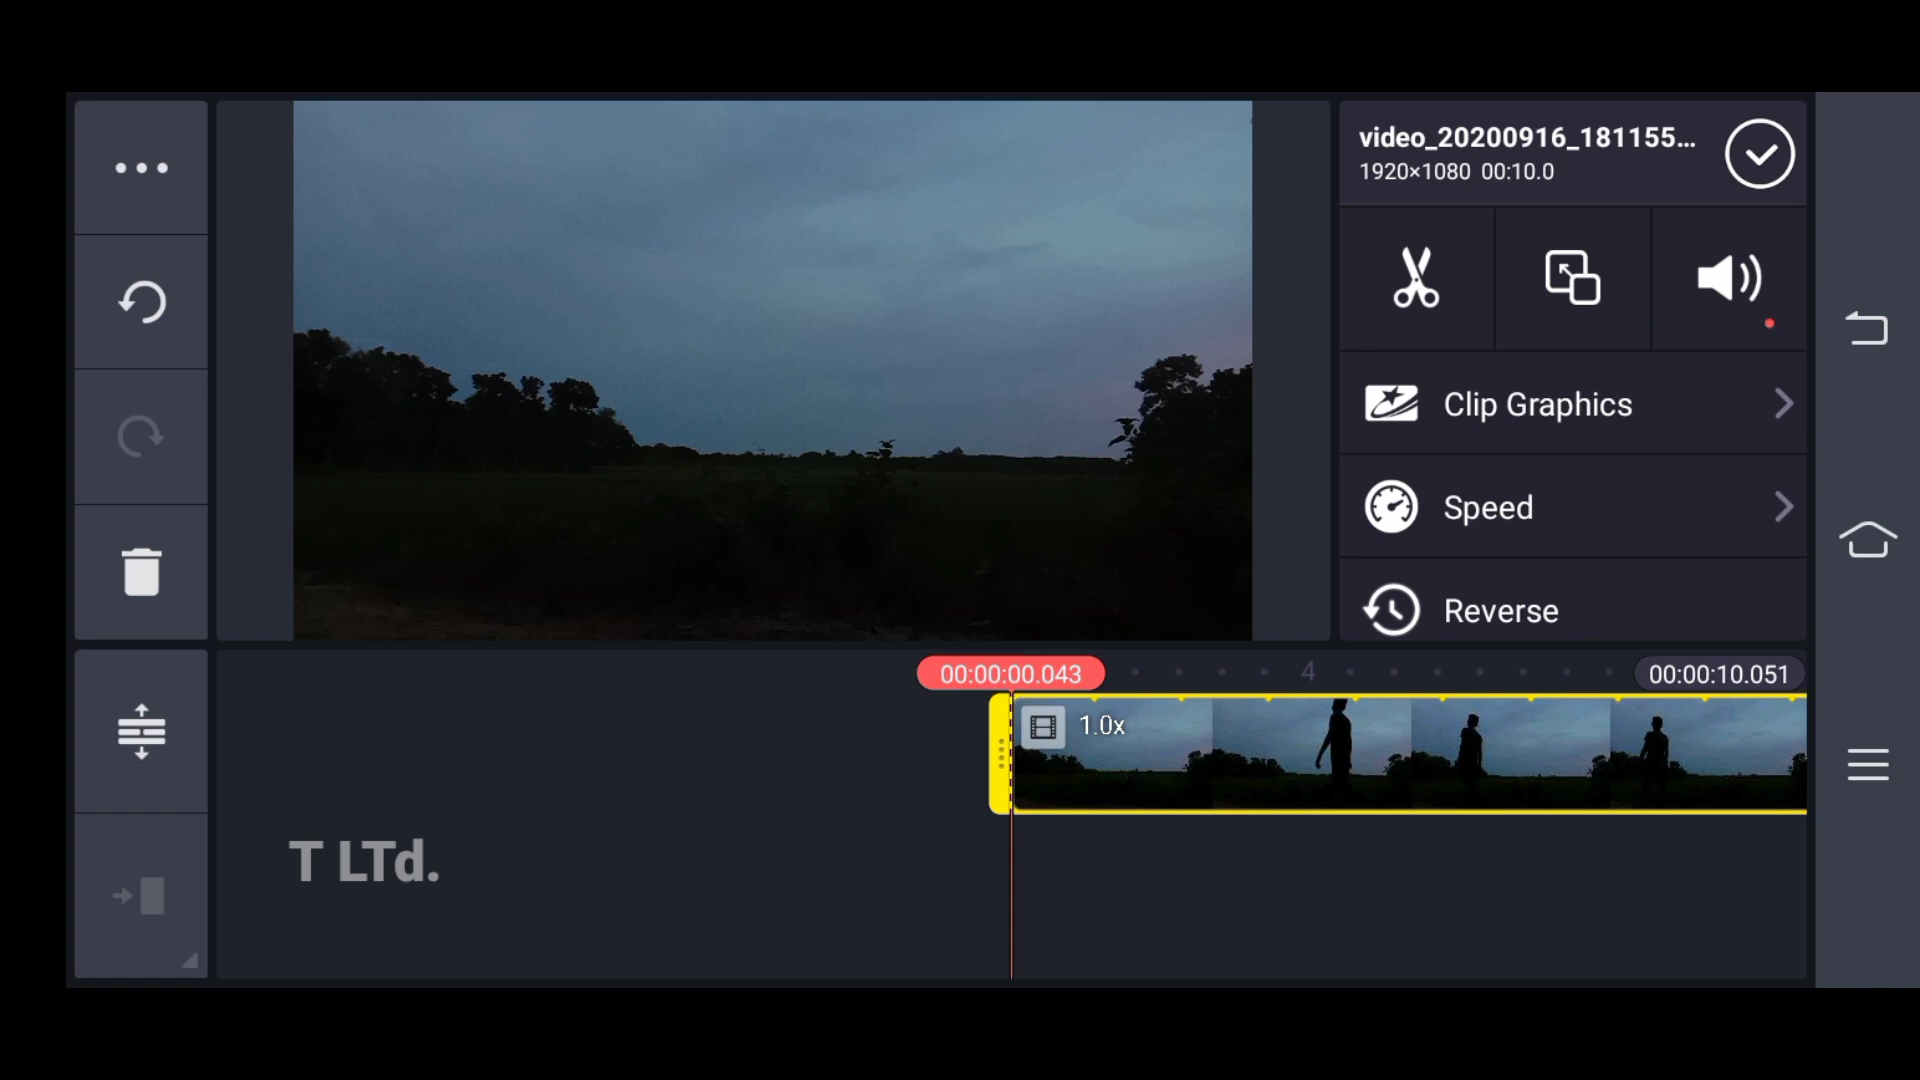 video_20200916_181155...
1920×1080 00:10.0
Clip Graphics
Speed
Reverse
00:00:00.043
4
00:00:10.051
1.0x
T LTd.